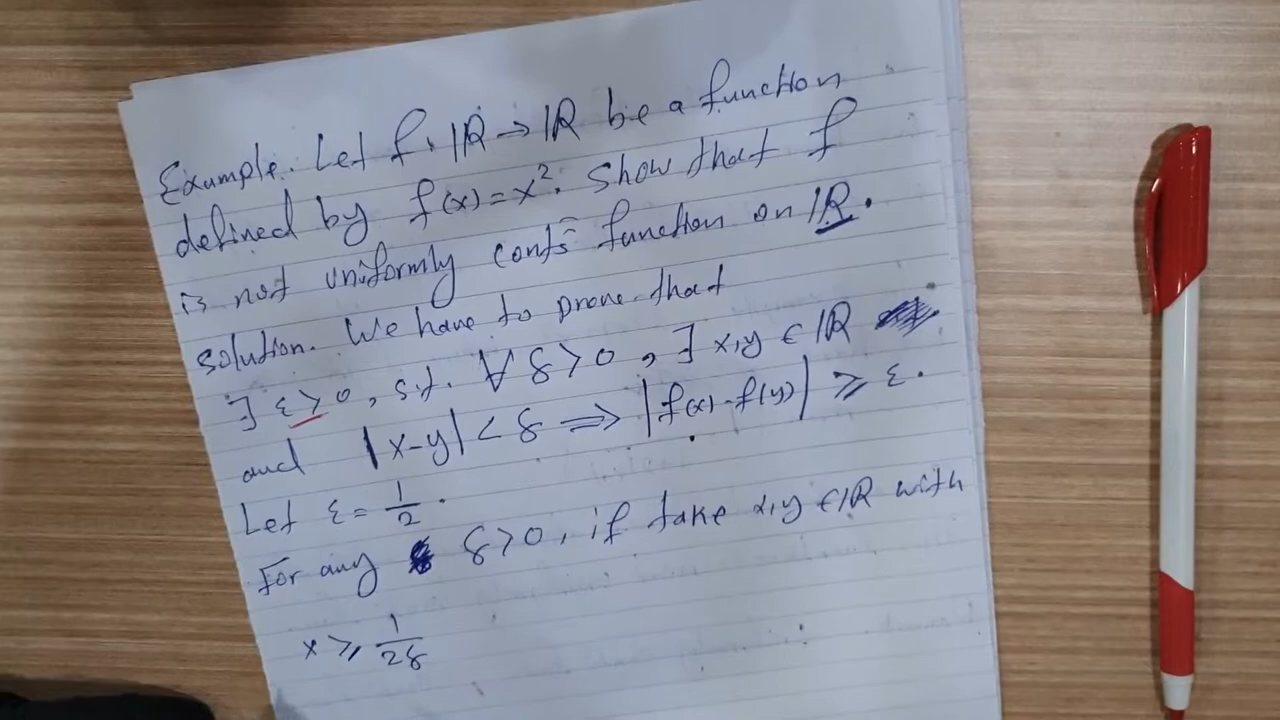 Example. Let f: ℝ → ℝ be a function
defined by f(x) = x². Show that f
is not uniformly conts function on ℝ.
solution. We have to prove that
∃ ε > 0, s.t. ∀ δ > 0, ∃ x,y ∈ ℝ
and |x-y| < δ ⟹ |f(x)-f(y)| ≥ ε.
Let ε = 1/2.
For any δ > 0, if take x,y ∈ ℝ with
x ≥ 1/2δ